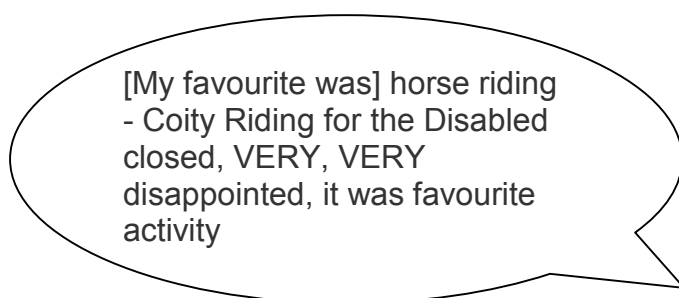 [My favourite was] horse riding
- Coity Riding for the Disabled
closed, VERY, VERY
disappointed, it was favourite
activity